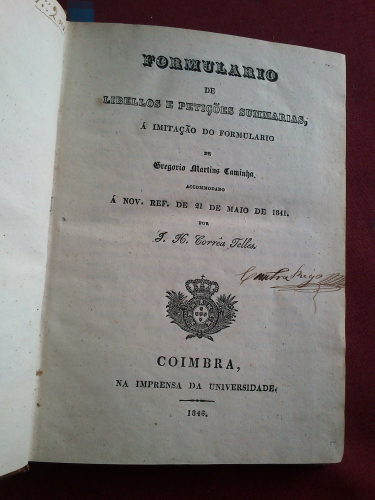 FORMULARIO
DE
LIBELLOS E PETIÇÕES SUMMARIAS,
Á IMITAÇÃO DO FORMULARIO
DE
Gregorio Martins Caminha.
ACCOMMODADO
Á NOV. REF. DE 21 DE MAIO DE 1841.
POR
J. H. Corrêa Telles.
COIMBRA,
NA IMPRENSA DA UNIVERSIDADE.
1846.